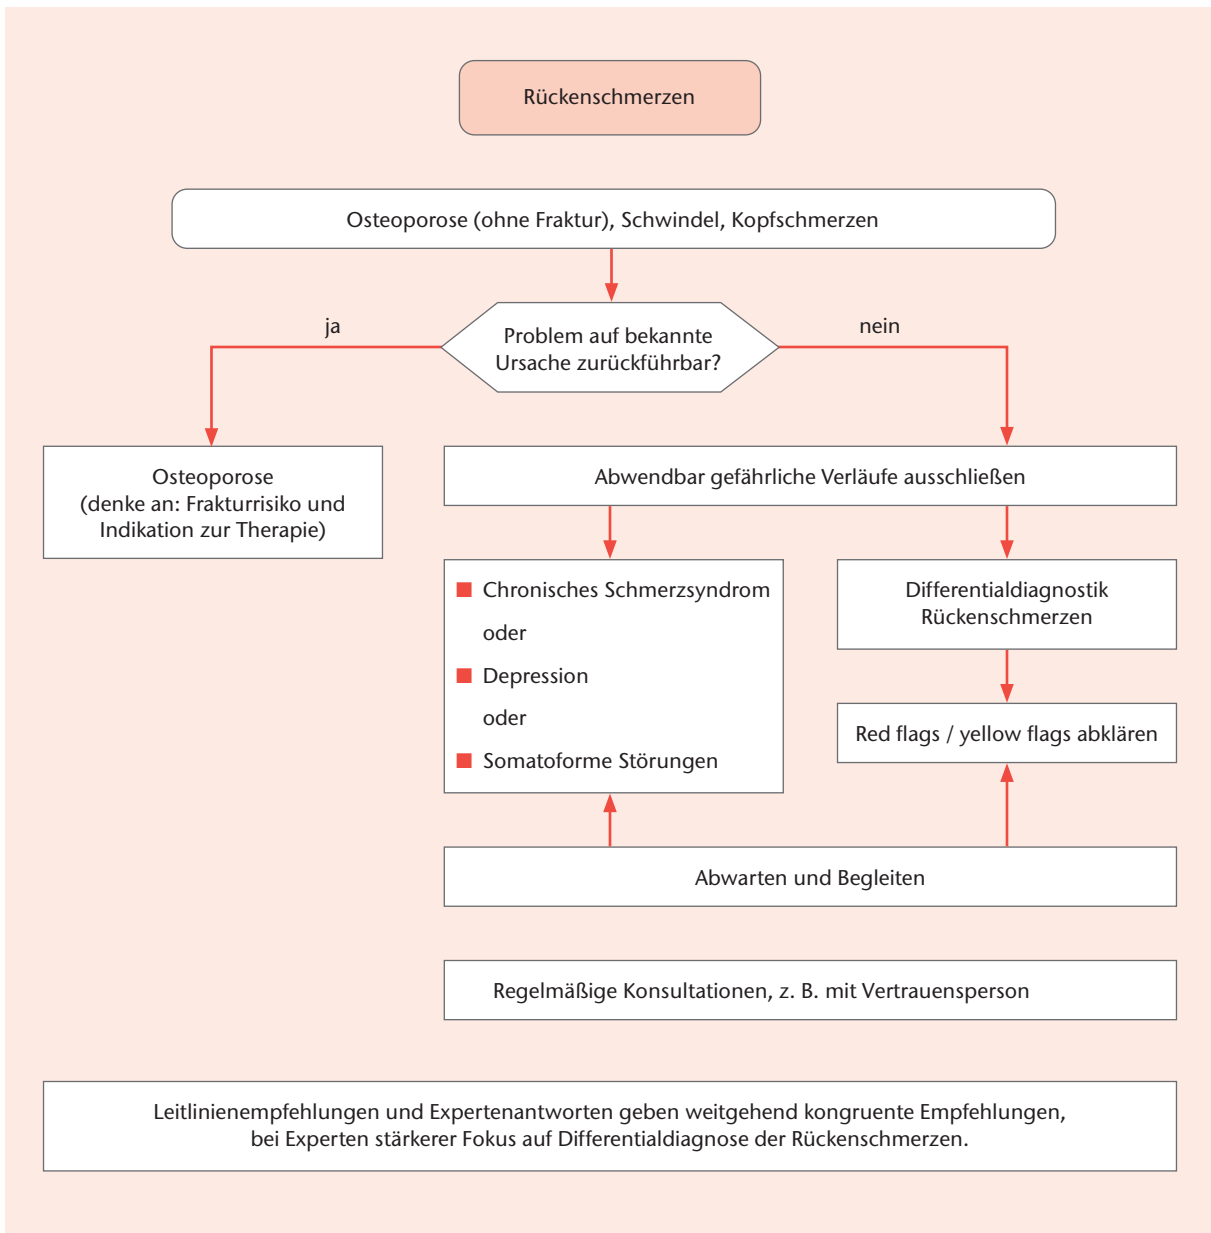 Rückenschmerzen
Osteoporose (ohne Fraktur), Schwindel, Kopfschmerzen
ja
Problem auf bekannte
Ursache zurückführbar?
nein
Osteoporose
(denke an: Frakturrisiko und
Indikation zur Therapie)
Abwendbar gefährliche Verläufe ausschließen
Chronisches Schmerzsyndrom
oder
Depression
oder
Somatoforme Störungen
Differentialdiagnostik
Rückenschmerzen
Red flags / yellow flags abklären
Abwarten und Begleiten
Regelmäßige Konsultationen, z. B. mit Vertrauensperson
Leitlinienempfehlungen und Expertenantworten geben weitgehend kongruente Empfehlungen,
bei Experten stärkerer Fokus auf Differentialdiagnose der Rückenschmerzen.